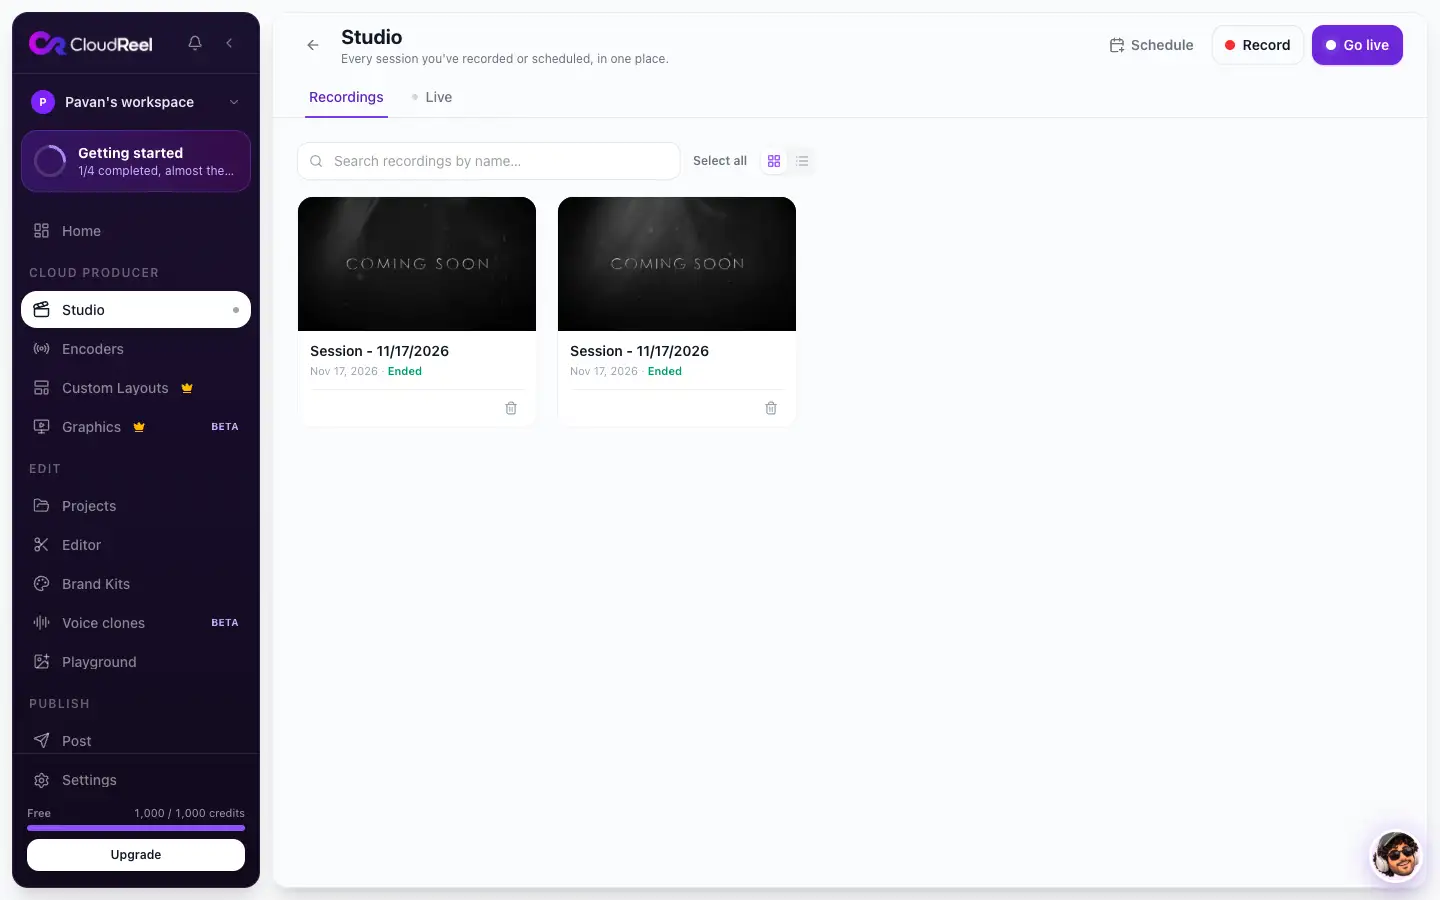 CloudReel
P
Pavan's workspace
Getting started
1/4 completed, almost the...
Home
CLOUD PRODUCER
Studio
Encoders
Custom Layouts
Graphics BETA
EDIT
Projects
Editor
Brand Kits
Voice clones BETA
Playground
PUBLISH
Post
Settings
Free 1,000 / 1,000 credits
Upgrade
Studio
Every session you've recorded or scheduled, in one place.
Schedule Record Go live
Recordings Live
Search recordings by name... Select all
COMING SOON
Session - 11/17/2026
Nov 17, 2026 · Ended
COMING SOON
Session - 11/17/2026
Nov 17, 2026 · Ended